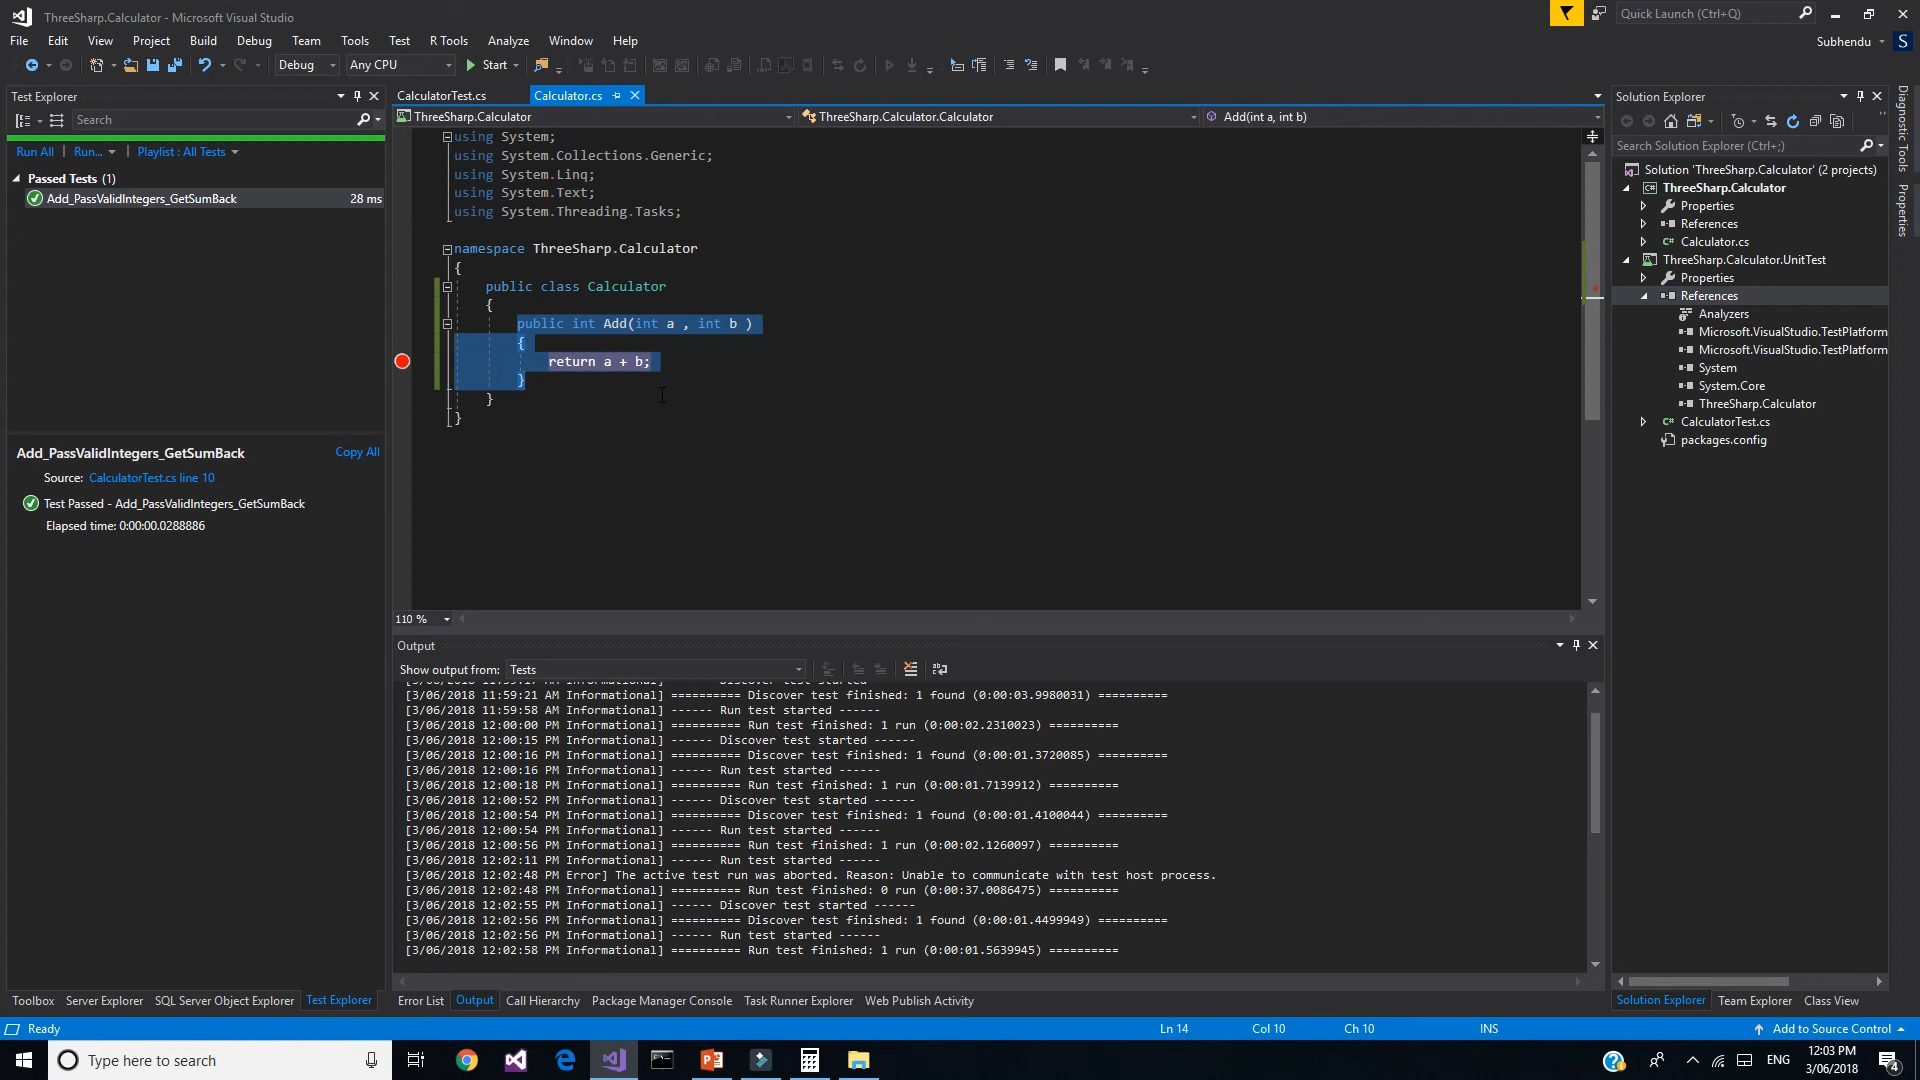 ThreeSharp.Calculator - Microsoft Visual Studio
Quick Launch (Ctrl+Q)
File Edit View Project Build Debug Team Tools Test R Tools Analyze Window Help
Subhendu S
Debug Any CPU Start
Test Explorer
Search
Run All | Run... | Playlist : All Tests
Passed Tests (1)
Add_PassValidIntegers_GetSumBack 28 ms
Add_PassValidIntegers_GetSumBack Copy All
Source: CalculatorTest.cs line 10
Test Passed - Add_PassValidIntegers_GetSumBack
Elapsed time: 0:00:00.0288886
CalculatorTest.cs Calculator.cs
ThreeSharp.Calculator ThreeSharp.Calculator.Calculator Add(int a, int b)
using System;
using System.Collections.Generic;
using System.Linq;
using System.Text;
using System.Threading.Tasks;
namespace ThreeSharp.Calculator
{
public class Calculator
{
public int Add(int a , int b )
{
return a + b;
}
}
}
110 %
Output
Show output from: Tests
[3/06/2018 11:59:17 AM Informational] ------ Discover test started ------
[3/06/2018 11:59:21 AM Informational] ========== Discover test finished: 1 found (0:00:03.9980031) ==========
[3/06/2018 11:59:58 AM Informational] ------ Run test started ------
[3/06/2018 12:00:00 PM Informational] ========== Run test finished: 1 run (0:00:02.2310023) ==========
[3/06/2018 12:00:15 PM Informational] ------ Discover test started ------
[3/06/2018 12:00:16 PM Informational] ========== Discover test finished: 1 found (0:00:01.3720085) ==========
[3/06/2018 12:00:16 PM Informational] ------ Run test started ------
[3/06/2018 12:00:18 PM Informational] ========== Run test finished: 1 run (0:00:01.7139912) ==========
[3/06/2018 12:00:52 PM Informational] ------ Discover test started ------
[3/06/2018 12:00:54 PM Informational] ========== Discover test finished: 1 found (0:00:01.4100044) ==========
[3/06/2018 12:00:54 PM Informational] ------ Run test started ------
[3/06/2018 12:00:56 PM Informational] ========== Run test finished: 1 run (0:00:02.1260097) ==========
[3/06/2018 12:02:11 PM Informational] ------ Run test started ------
[3/06/2018 12:02:48 PM Error] The active test run was aborted. Reason: Unable to communicate with test host process.
[3/06/2018 12:02:48 PM Informational] ========== Run test finished: 0 run (0:00:37.0086475) ==========
[3/06/2018 12:02:55 PM Informational] ------ Discover test started ------
[3/06/2018 12:02:56 PM Informational] ========== Discover test finished: 1 found (0:00:01.4499949) ==========
[3/06/2018 12:02:56 PM Informational] ------ Run test started ------
[3/06/2018 12:02:58 PM Informational] ========== Run test finished: 1 run (0:00:01.5639945) ==========
Solution Explorer
Search Solution Explorer (Ctrl+;)
Solution 'ThreeSharp.Calculator' (2 projects)
ThreeSharp.Calculator
Properties
References
Calculator.cs
ThreeSharp.Calculator.UnitTest
Properties
References
Analyzers
Microsoft.VisualStudio.TestPlatform
Microsoft.VisualStudio.TestPlatform
System
System.Core
ThreeSharp.Calculator
CalculatorTest.cs
packages.config
Diagnostic Tools
Properties
Toolbox Server Explorer SQL Server Object Explorer Test Explorer
Error List Output Call Hierarchy Package Manager Console Task Runner Explorer Web Publish Activity
Solution Explorer Team Explorer Class View
Ready Ln 14 Col 10 Ch 10 INS Add to Source Control
Type here to search
ENG
12:03 PM
3/06/2018
4